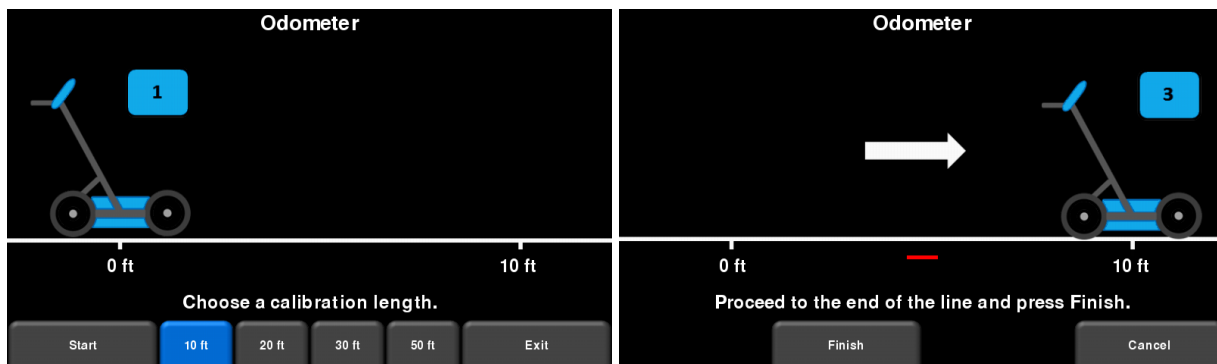 Odometer
1
0 ft 10 ft
Choose a calibration length.
Start 10 ft 20 ft 30 ft 50 ft Exit
Odometer
3
0 ft 10 ft
Proceed to the end of the line and press Finish.
Finish Cancel